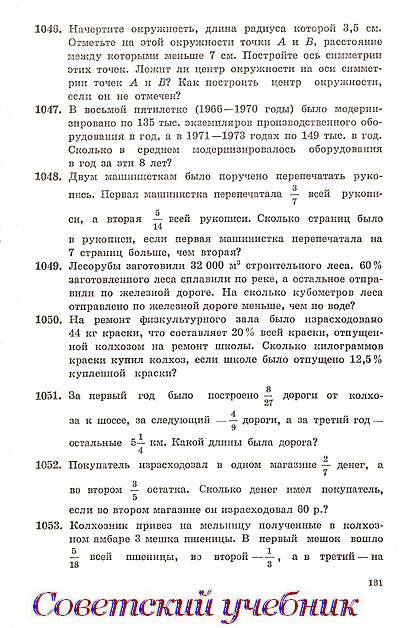 1046. Начертите окружность, длина радиуса которой 3,5 см.
Отметьте на этой окружности точки A и B, расстояние
между которыми меньше 7 см. Постройте ось симметрии
этих точек. Лежит ли центр окружности на оси симмет-
рии точек A и B? Как построить центр окружности,
если он не отмечен?
1047. В восьмой пятилетке (1966—1970 годы) было модерни-
зировано по 135 тыс. экземпляров производственного обо-
рудования в год, а в 1971—1973 годах по 149 тыс. в год.
Сколько в среднем модернизировалось оборудования
в год за эти 8 лет?
1048. Двум машинисткам было поручено перепечатать руко-
пись. Первая машинистка перепечатала 3/7 всей рукопи-
си, а вторая 5/14 всей рукописи. Сколько страниц было
в рукописи, если первая машинистка перепечатала на
7 страниц больше, чем вторая?
1049. Лесорубы заготовили 32 000 м³ строительного леса. 60%
заготовленного леса сплавили по реке, а остальное отпра-
вили по железной дороге. На сколько кубометров леса
отправлено по железной дороге меньше, чем по воде?
1050. На ремонт физкультурного зала было израсходовано
44 кг краски, что составляет 20% всей краски, отпущен-
ной колхозом на ремонт школы. Сколько килограммов
краски купил колхоз, если школе было отпущено 12,5%
купленной краски?
1051. За первый год было построено 8/27 дороги от колхо-
за к шоссе, за следующий — 4/9 дороги, а за третий год —
остальные 5 1/4 км. Какой длины была дорога?
1052. Покупатель израсходовал в одном магазине 2/7 денег, а
во втором 3/5 остатка. Сколько денег имел покупатель,
если во втором магазине он израсходовал 60 р.?
1053. Колхозник привез на мельницу полученные в колхоз-
ном амбаре 3 мешка пшеницы. В первый мешок вошло
5/18 всей пшеницы, во второй — 1/3, а в третий — на
181
Советский учебник